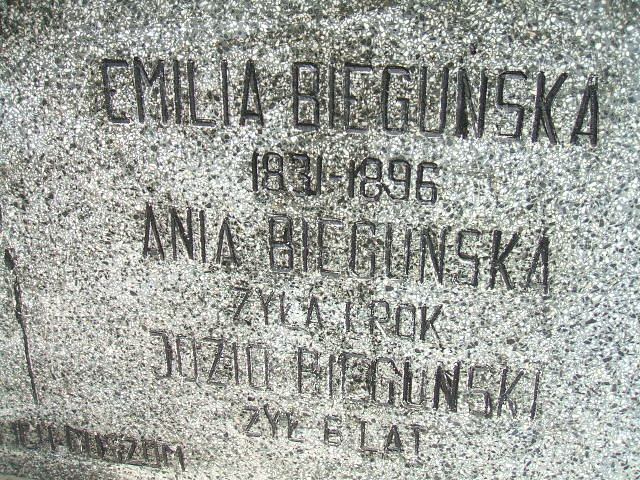 EMILIA BIEGUŃSKA
1831-1896
ANIA BIEGUŃSKA
ŻYŁA 1 ROK
JÓZIO BIEGUŃSKI
ŻYŁ 6 LAT